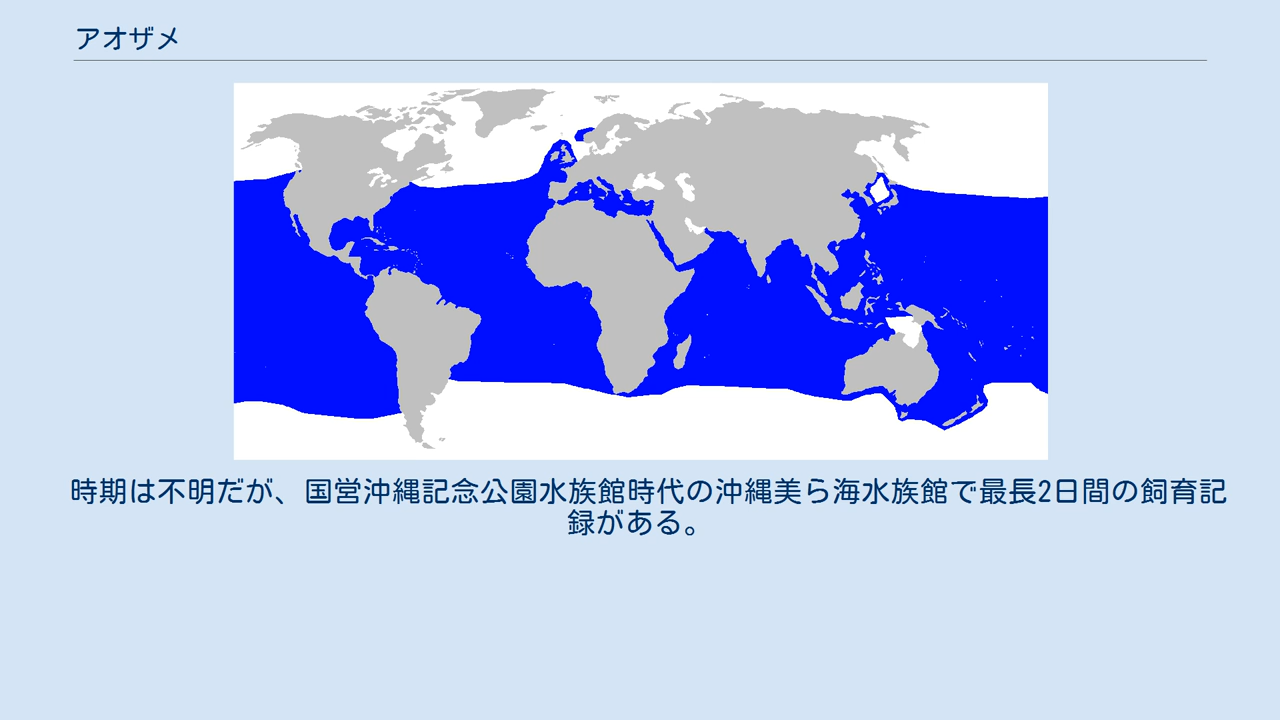 アオザメ
時期は不明だが、国営沖縄記念公園水族館時代の沖縄美ら海水族館で最長2日間の飼育記
録がある。